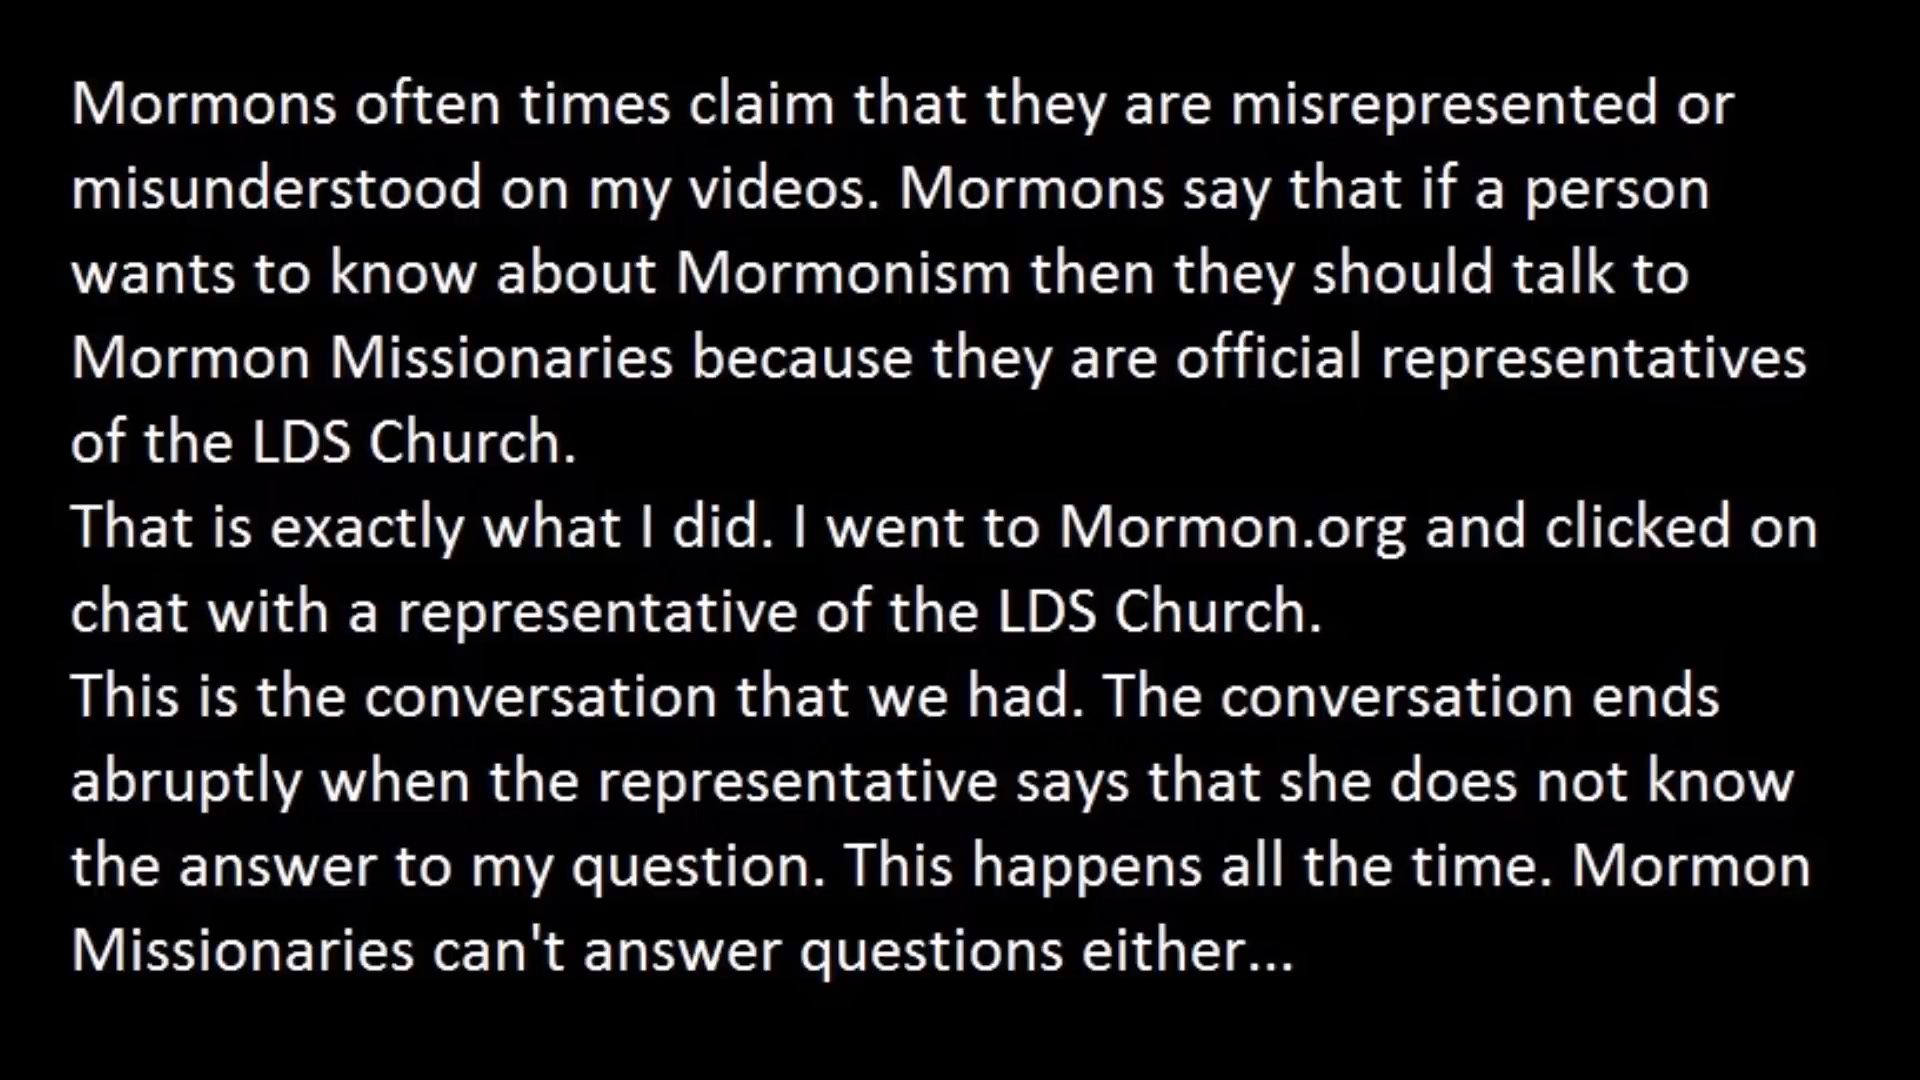 Mormons often times claim that they are misrepresented or
misunderstood on my videos. Mormons say that if a person
wants to know about Mormonism then they should talk to
Mormon Missionaries because they are official representatives
of the LDS Church.
That is exactly what I did. I went to Mormon.org and clicked on
chat with a representative of the LDS Church.
This is the conversation that we had. The conversation ends
abruptly when the representative says that she does not know
the answer to my question. This happens all the time. Mormon
Missionaries can't answer questions either...